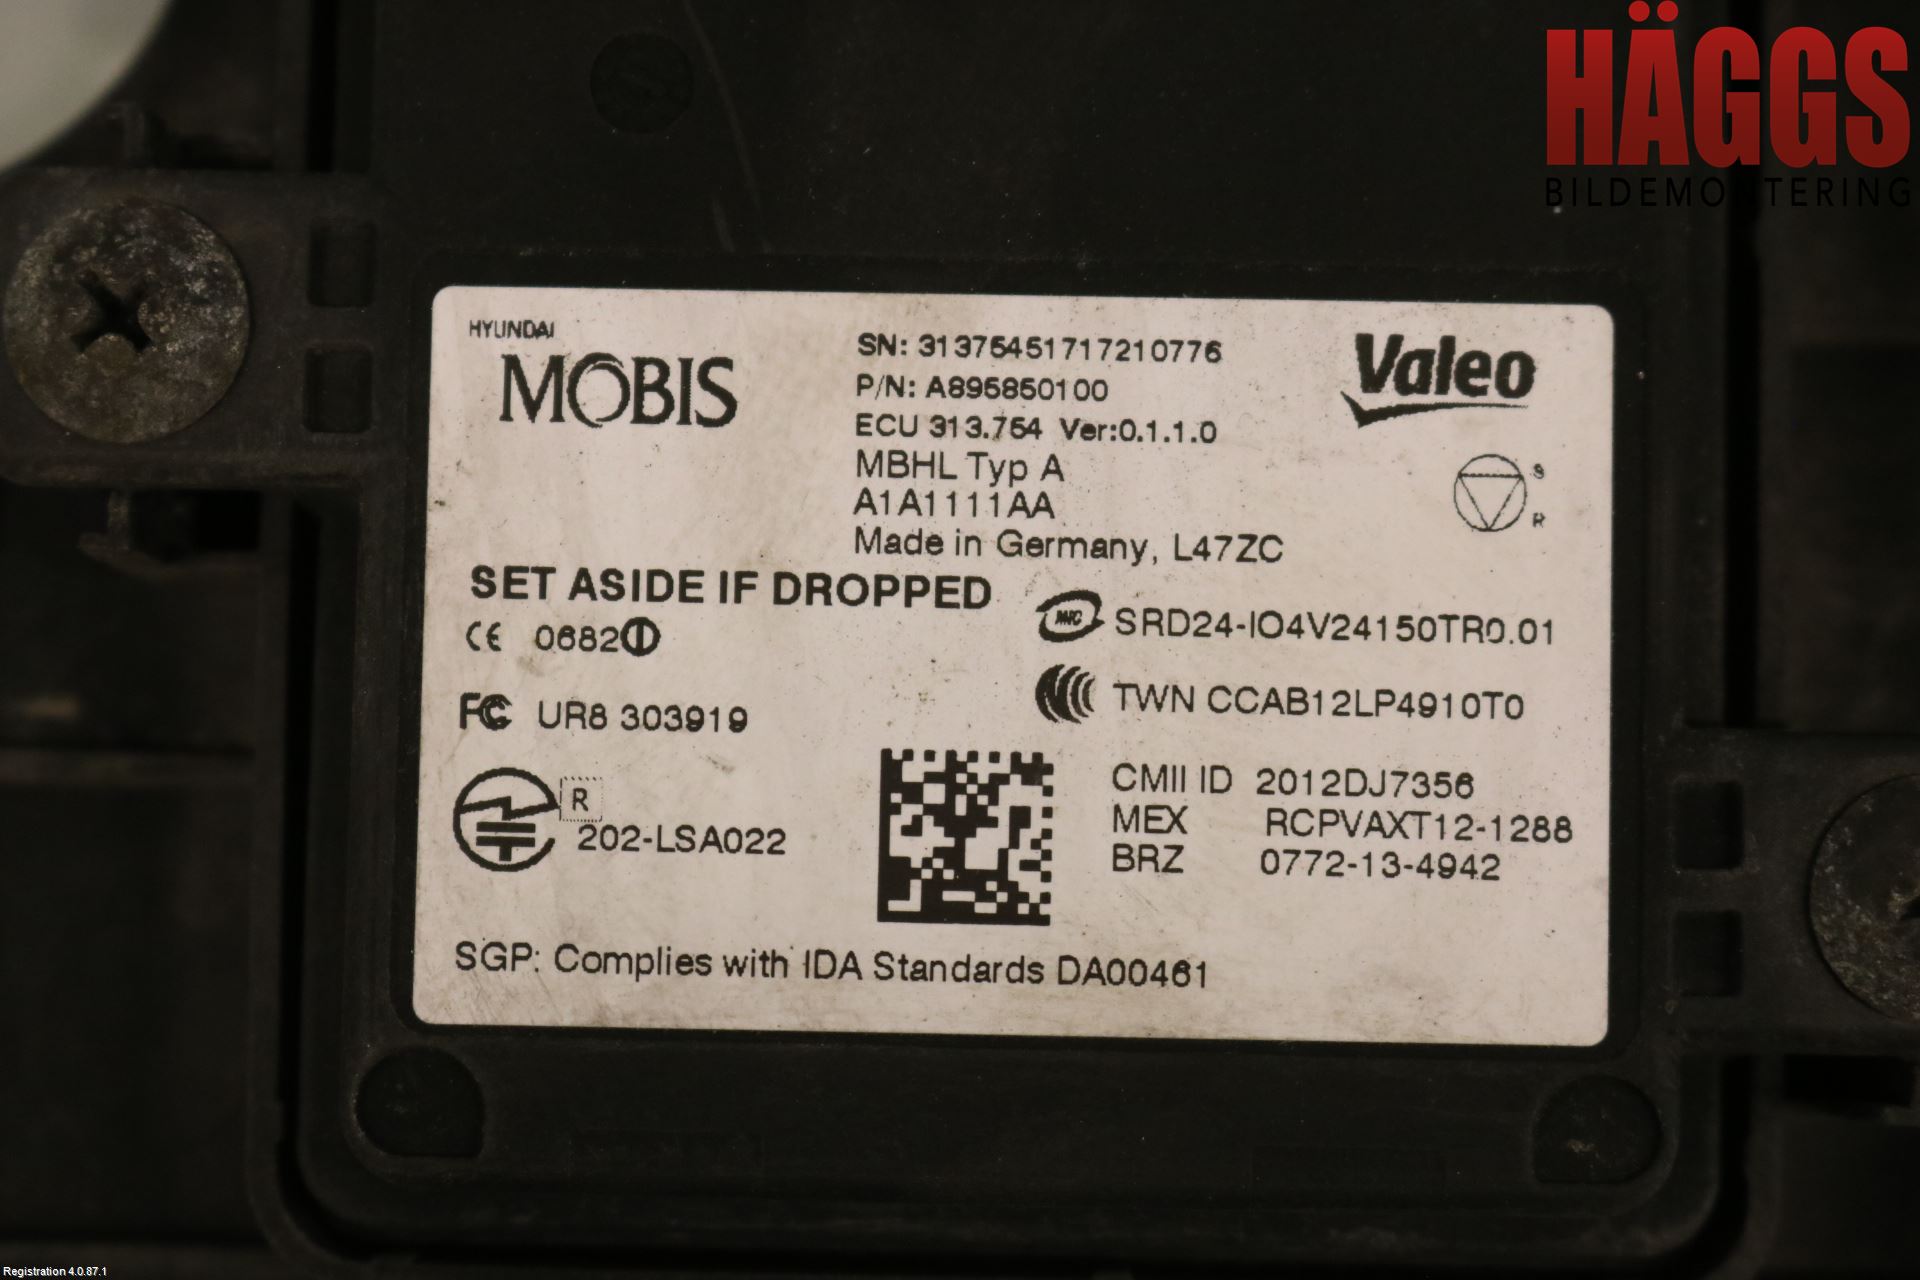 HÄGGS
BILDEMONTERING
HYUNDAI
MOBIS
SN: 31375451717210776
P/N: A895850100
ECU 313.754 Ver:0.1.1.0
MBHL Typ A
A1A1111AA
Made in Germany, L47ZC
Valeo
S
R
SET ASIDE IF DROPPED
CE 0682
SRD24-IO4V24150TR0.01
FC UR8 303919
TWN CCAB12LP4910T0
R
202-LSA022
CMII ID 2012DJ7356
MEX RCPVAXT12-1288
BRZ 0772-13-4942
SGP: Complies with IDA Standards DA00461
Registration 4.0.87.1